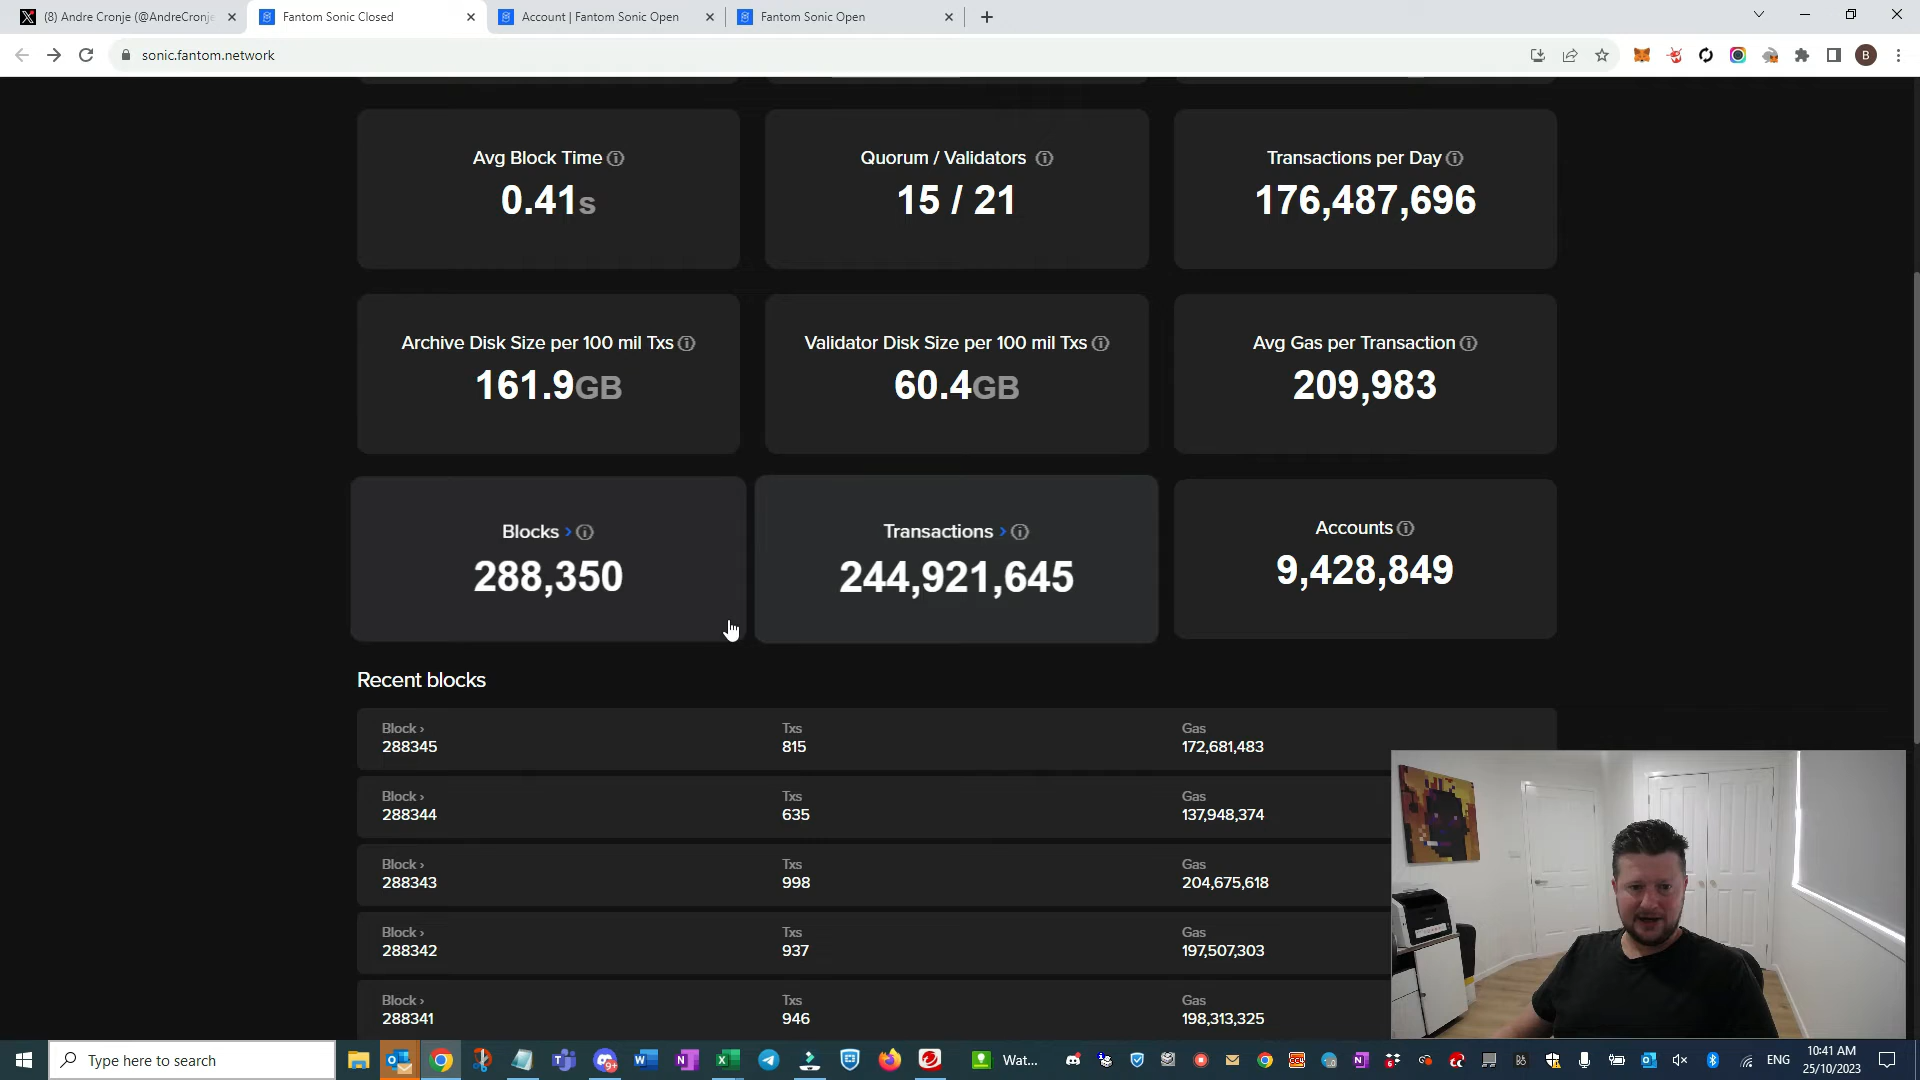 (8) Andre Cronje (@AndreCronje
Fantom Sonic Closed
Account | Fantom Sonic Open
Fantom Sonic Open
sonic.fantom.network
B
Avg Block Time
0.41s
Quorum / Validators
15 / 21
Transactions per Day
176,487,696
Archive Disk Size per 100 mil Txs
161.9GB
Validator Disk Size per 100 mil Txs
60.4GB
Avg Gas per Transaction
209,983
Blocks ›
288,350
Transactions ›
244,921,645
Accounts
9,428,849
Recent blocks
Block › Txs Gas
288345 815 172,681,483
Block › Txs Gas
288344 635 137,948,374
Block › Txs Gas
288343 998 204,675,618
Block › Txs Gas
288342 937 197,507,303
Block › Txs Gas
288341 946 198,313,325
Type here to search
Wat...
ENG
10:41 AM
25/10/2023